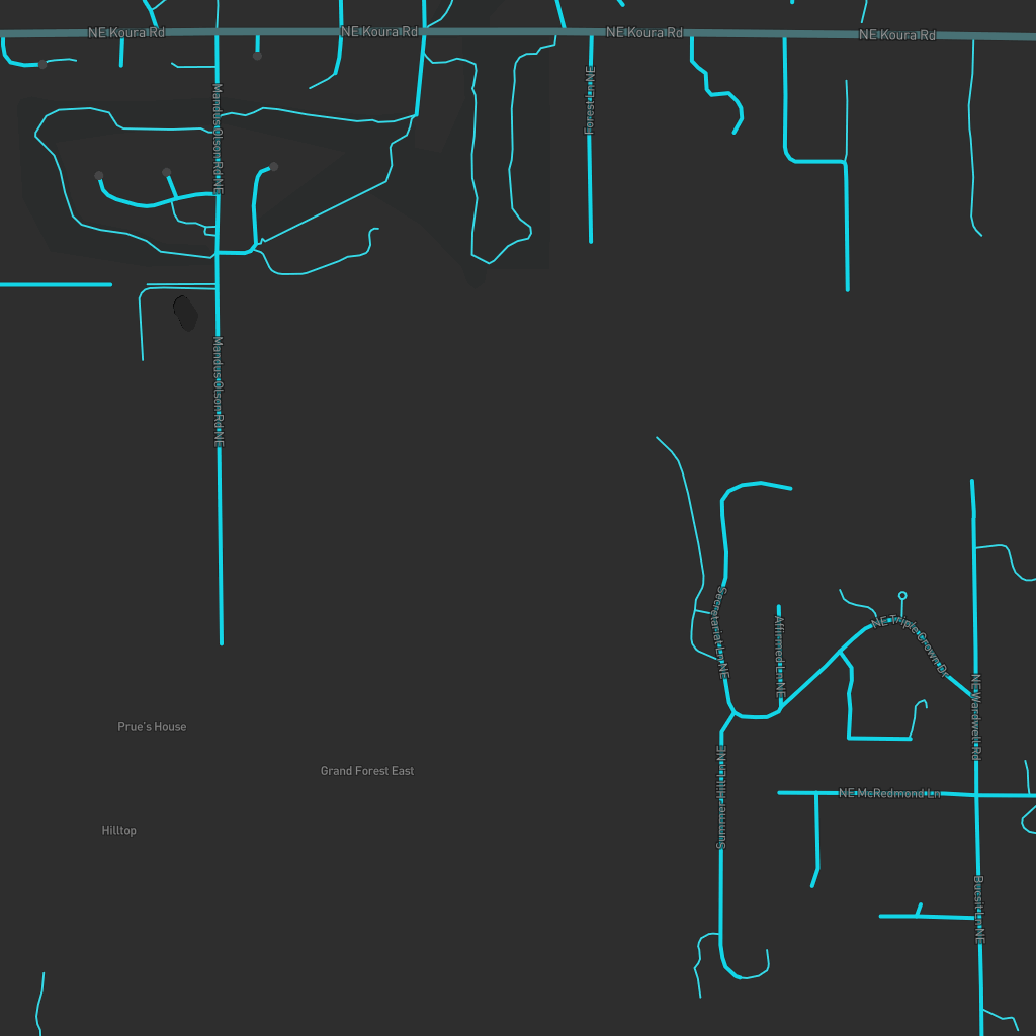 NE Koura Rd
NE Koura Rd
NE Koura Rd
NE Koura Rd
Forest Ln NE
Mandus Olson Rd NE
Mandus Olson Rd NE
Secretariat Ln NE
Affirmed Ln NE
NE Triple Crown Dr
NE Wardwell Rd
Prue's House
Summer Hill Ln NE
Grand Forest East
NE McRedmond Ln
Hilltop
Bucsit Ln NE